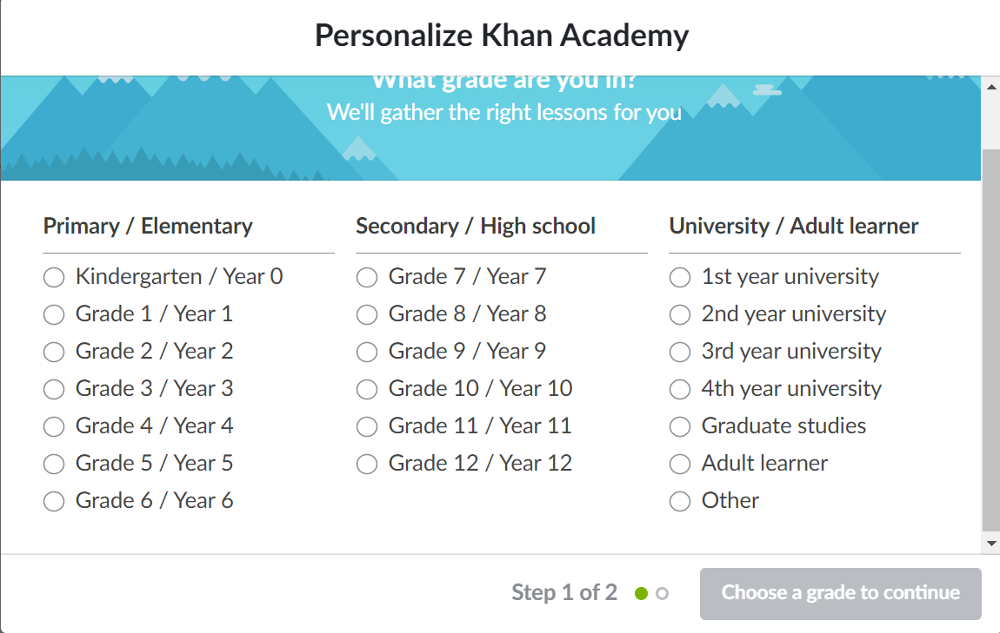 Personalize Khan Academy
What grade are you in?
We'll gather the right lessons for you
Primary / Elementary
Kindergarten / Year 0
Grade 1 / Year 1
Grade 2 / Year 2
Grade 3 / Year 3
Grade 4 / Year 4
Grade 5 / Year 5
Grade 6 / Year 6
Secondary / High school
Grade 7 / Year 7
Grade 8 / Year 8
Grade 9 / Year 9
Grade 10 / Year 10
Grade 11 / Year 11
Grade 12 / Year 12
University / Adult learner
1st year university
2nd year university
3rd year university
4th year university
Graduate studies
Adult learner
Other
Step 1 of 2
Choose a grade to continue